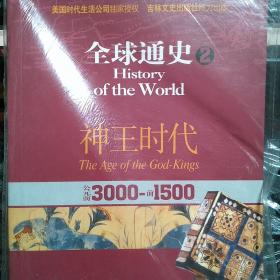 美国时代生活公司独家授权 吉林文史出版社
全球通史2
History
of the World
神王时代
The Age of the God-Kings
公元前3000-前1500